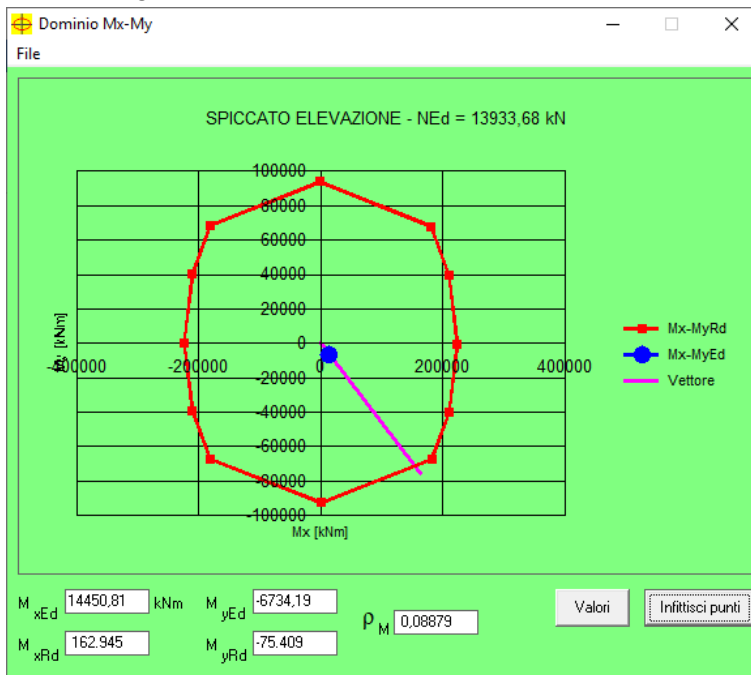 Dominio Mx-My
File
SPICCATO ELEVAZIONE - NEd = 13933,68 kN
100000
80000
60000
40000
20000
0
-400000 -200000 0 200000 400000
-20000
-40000
-60000
-80000
-100000
[kNm]
Mx [kNm]
Mx-MyRd
Mx-MyEd
Vettore
M xEd 14450,81 kNm M yEd -6734,19
ρ M 0,08879
Valori Infittisci punti
M xRd 162.945 M yRd -75.409